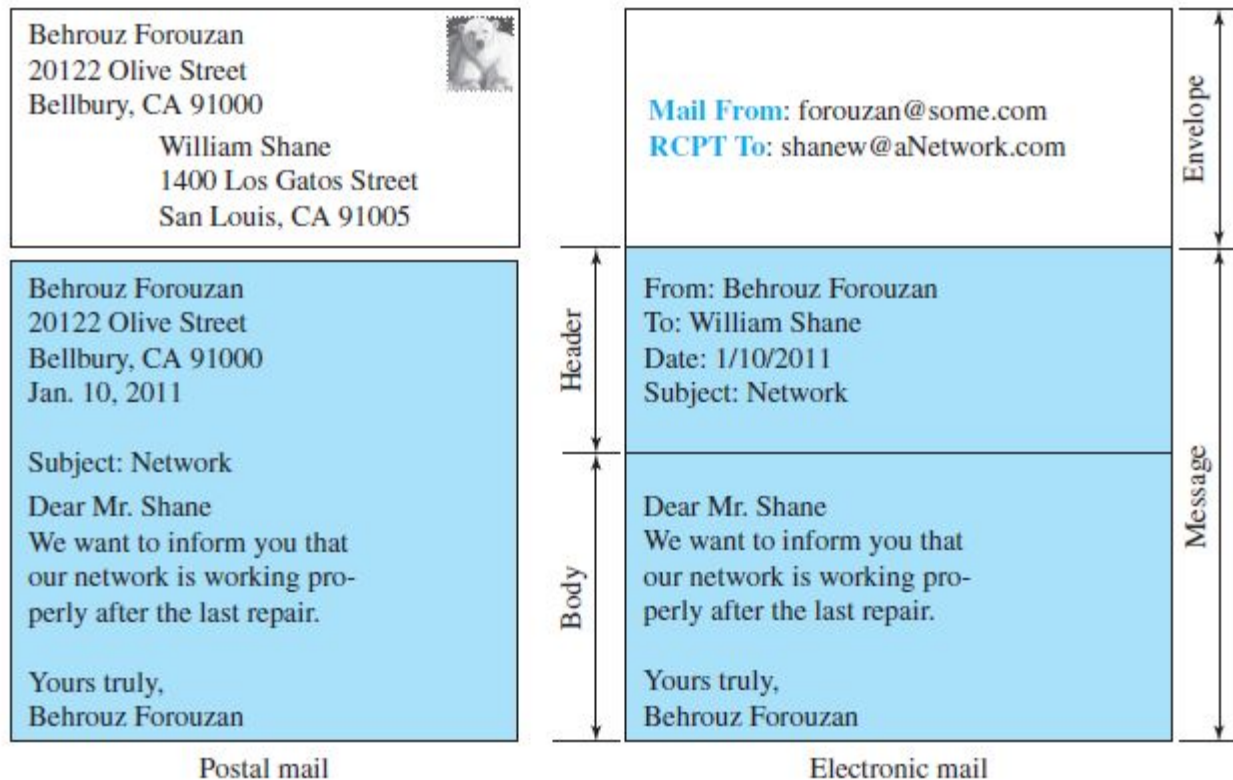 Behrouz Forouzan
20122 Olive Street
Bellbury, CA 91000
William Shane
1400 Los Gatos Street
San Louis, CA 91005
Behrouz Forouzan
20122 Olive Street
Bellbury, CA 91000
Jan. 10, 2011
Subject: Network
Dear Mr. Shane
We want to inform you that
our network is working pro-
perly after the last repair.
Yours truly,
Behrouz Forouzan
Postal mail
Mail From: forouzan@some.com
RCPT To: shanew@aNetwork.com
Envelope
Header
From: Behrouz Forouzan
To: William Shane
Date: 1/10/2011
Subject: Network
Message
Body
Dear Mr. Shane
We want to inform you that
our network is working pro-
perly after the last repair.
Yours truly,
Behrouz Forouzan
Electronic mail